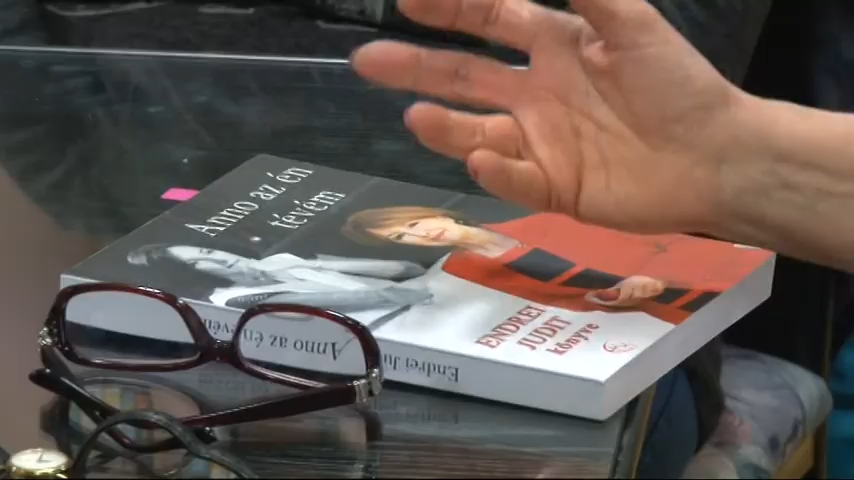 Anno az én
tévém
ENDREI
JUDIT
könyve
Endrei Ju
Anno az én tévém